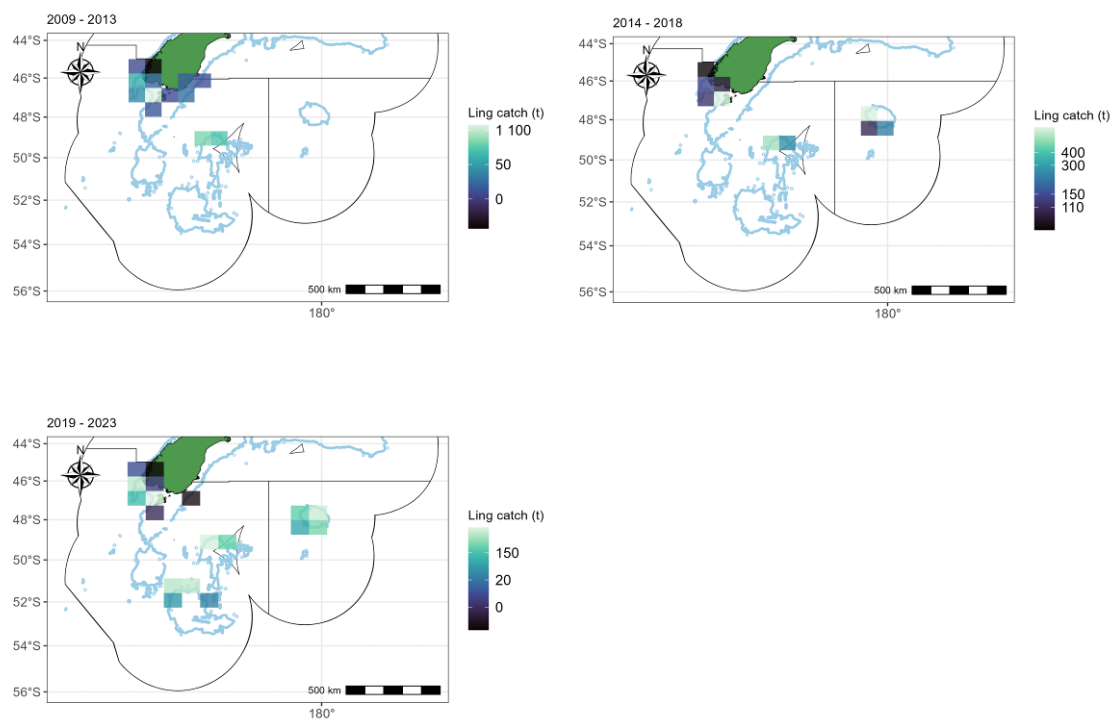 2009 - 2013
44°S
46°S
48°S
50°S
52°S
54°S
56°S
N
500 km
180°
Ling catch (t)
1 100
50
0
2014 - 2018
44°S
46°S
48°S
50°S
52°S
54°S
56°S
N
500 km
180°
Ling catch (t)
400
300
150
110
2019 - 2023
44°S
46°S
48°S
50°S
52°S
54°S
56°S
N
500 km
180°
Ling catch (t)
150
20
0